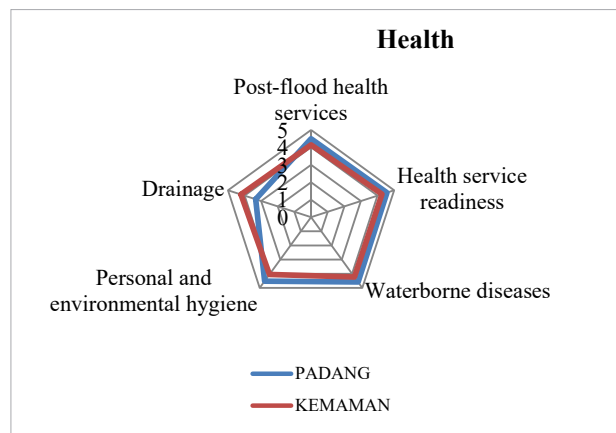 Health
Post-flood health
services
5
4
3
2
1
0
Health service
readiness
Waterborne diseases
Personal and
environmental hygiene
Drainage
PADANG
KEMAMAN